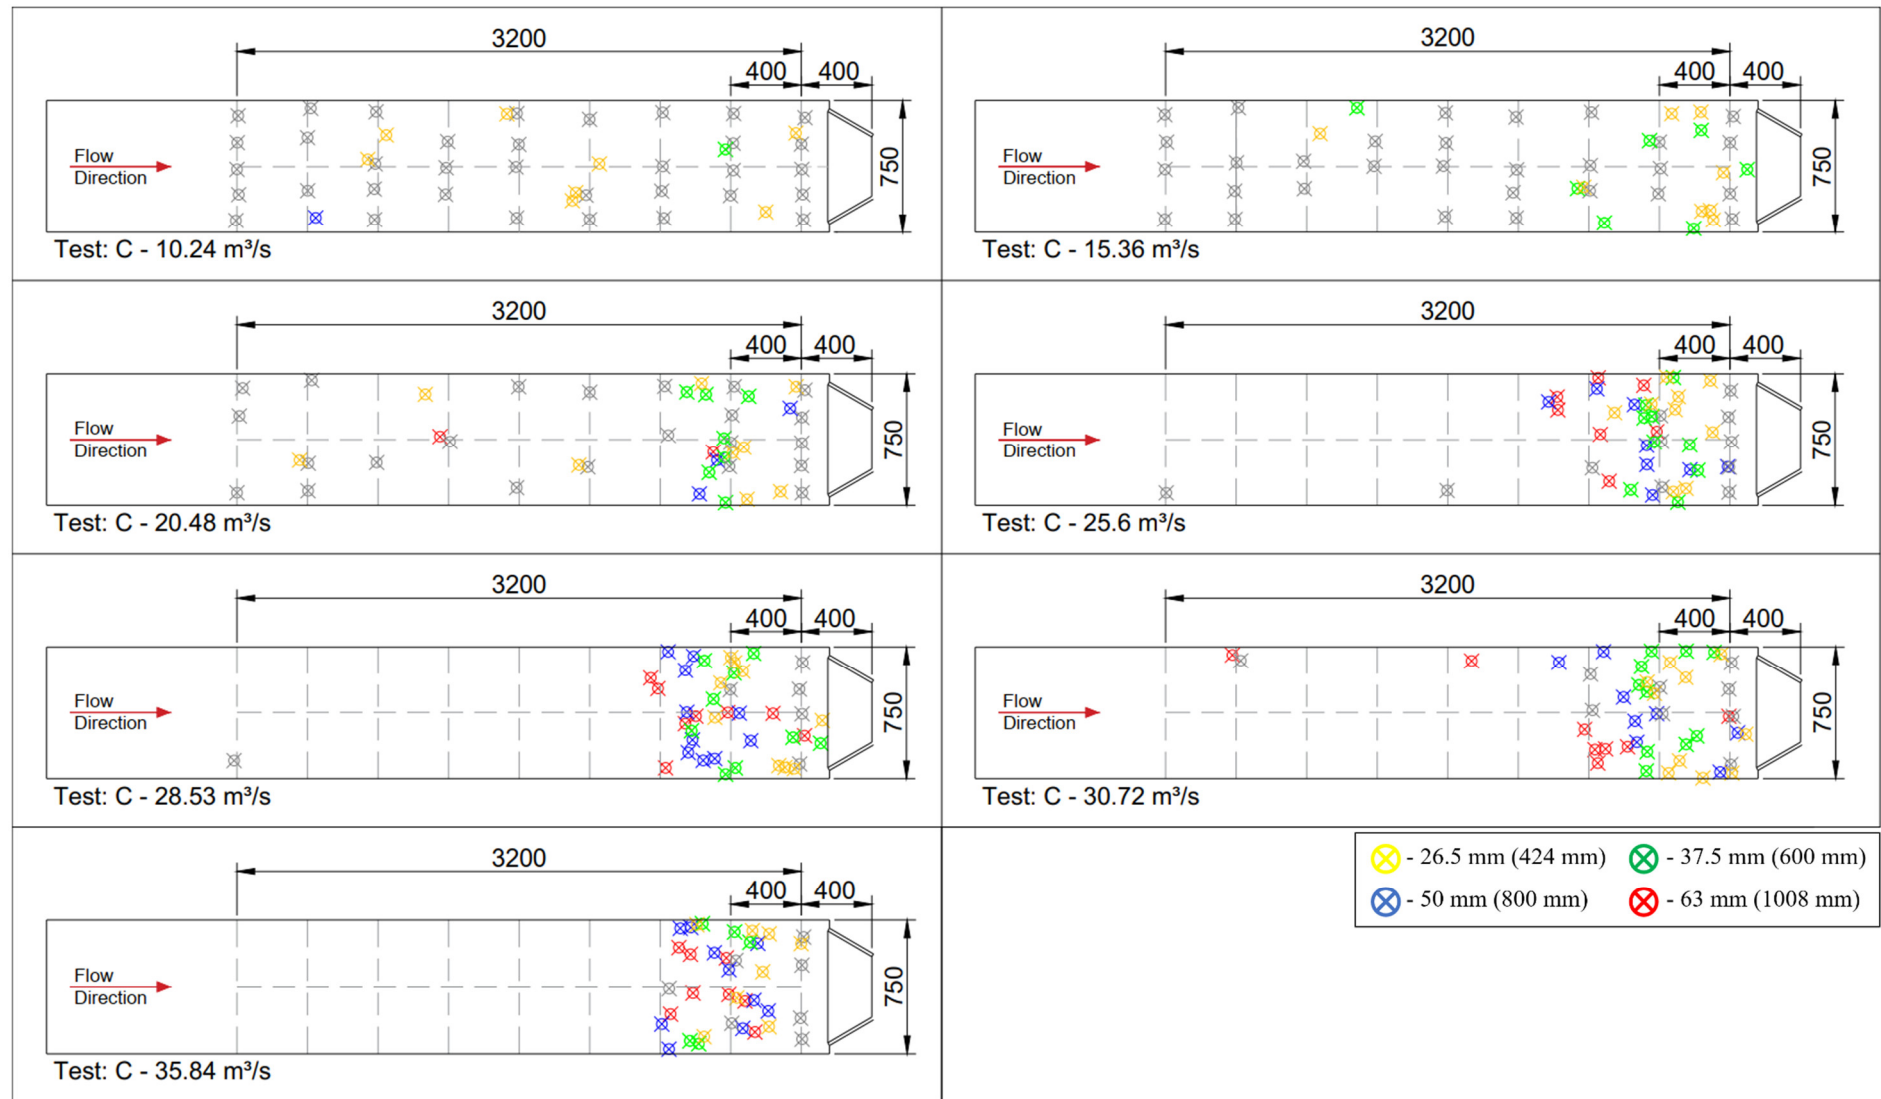 3200
400 400
Flow
Direction
750
Test: C - 10.24 m³/s
3200
400 400
Flow
Direction
750
Test: C - 15.36 m³/s
3200
400 400
Flow
Direction
750
Test: C - 20.48 m³/s
3200
400 400
Flow
Direction
750
Test: C - 25.6 m³/s
3200
400 400
Flow
Direction
750
Test: C - 28.53 m³/s
3200
400 400
Flow
Direction
750
Test: C - 30.72 m³/s
3200
400 400
Flow
Direction
750
Test: C - 35.84 m³/s
- 26.5 mm (424 mm) - 37.5 mm (600 mm)
- 50 mm (800 mm) - 63 mm (1008 mm)